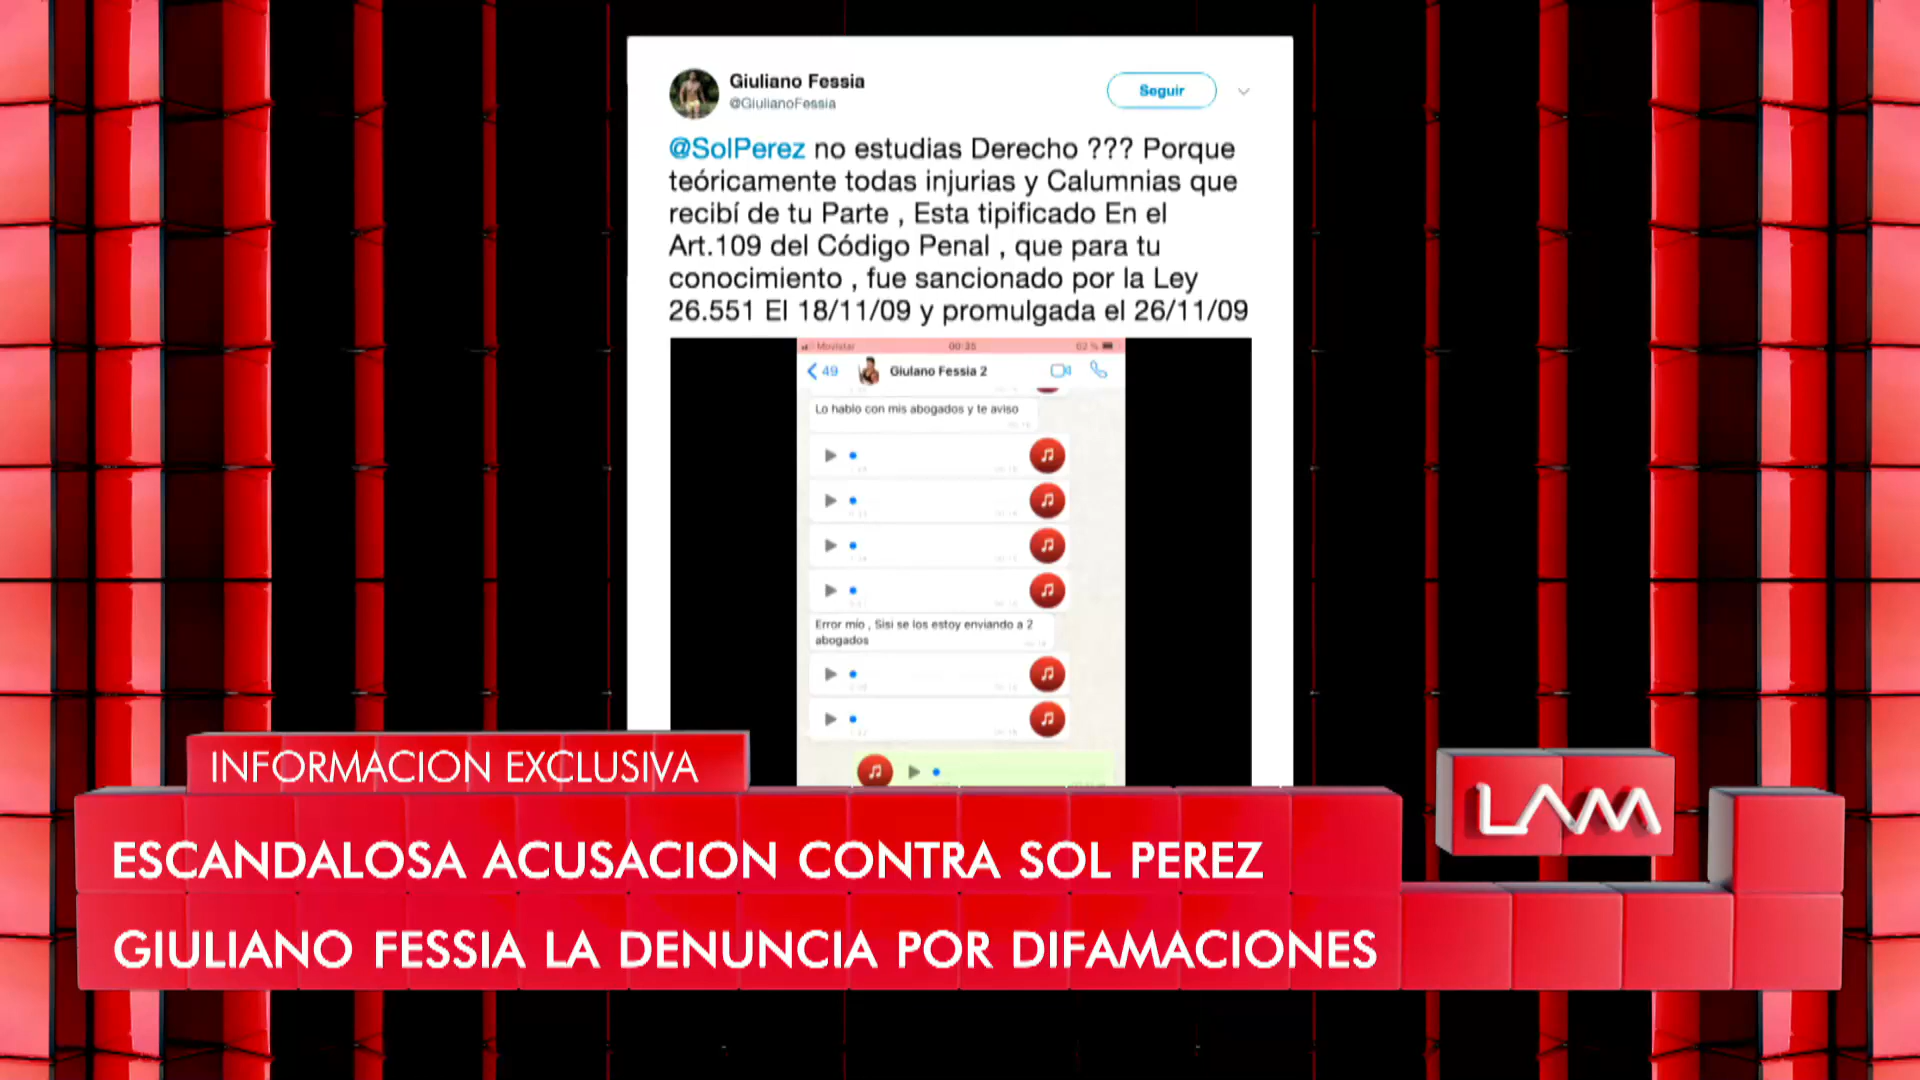 Giuliano Fessia
@GiulianoFessia
Seguir
@SolPerez no estudias Derecho ??? Porque
teóricamente todas injurias y Calumnias que
recibí de tu Parte , Esta tipificado En el
Art.109 del Código Penal , que para tu
conocimiento , fue sancionado por la Ley
26.551 El 18/11/09 y promulgada el 26/11/09
Movistar 00:35 62 %
49 Giulano Fessia 2
Lo hablo con mis abogados y te aviso
Error mío , Sisi se los estoy enviando a 2
abogados
INFORMACION EXCLUSIVA
LAM
ESCANDALOSA ACUSACION CONTRA SOL PEREZ
GIULIANO FESSIA LA DENUNCIA POR DIFAMACIONES